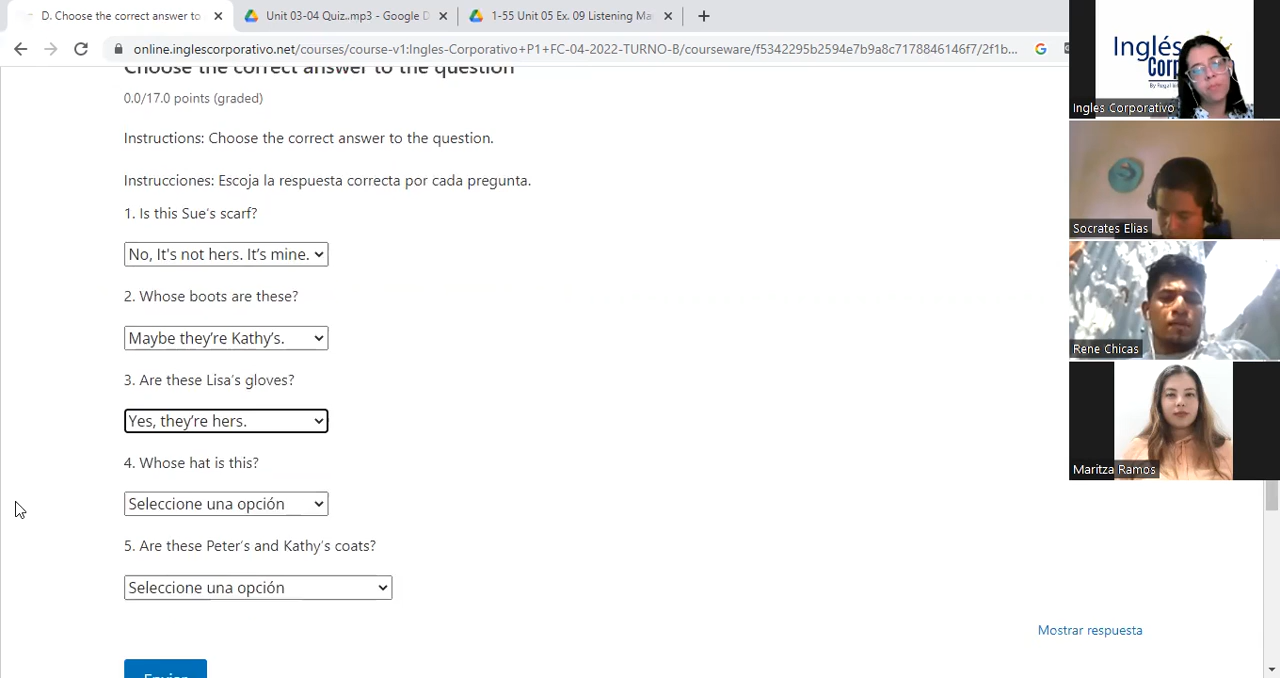 D. Choose the correct answer to
Unit 03-04 Quiz..mp3 - Google D
1-55 Unit 05 Ex. 09 Listening Ma
online.inglescorporativo.net/courses/course-v1:Ingles-Corporativo+P1+FC-04-2022-TURNO-B/courseware/f5342295b2594e7b9a8c7178846146f7/2f1b...
Choose the correct answer to the question
0.0/17.0 points (graded)
Instructions: Choose the correct answer to the question.
Instrucciones: Escoja la respuesta correcta por cada pregunta.
1. Is this Sue's scarf?
No, It's not hers. It's mine.
2. Whose boots are these?
Maybe they're Kathy's.
3. Are these Lisa's gloves?
Yes, they're hers.
4. Whose hat is this?
Seleccione una opción
5. Are these Peter's and Kathy's coats?
Seleccione una opción
Mostrar respuesta
Enviar
Inglés
Corp
Ingles Corporativo
Socrates Elias
Rene Chicas
Maritza Ramos